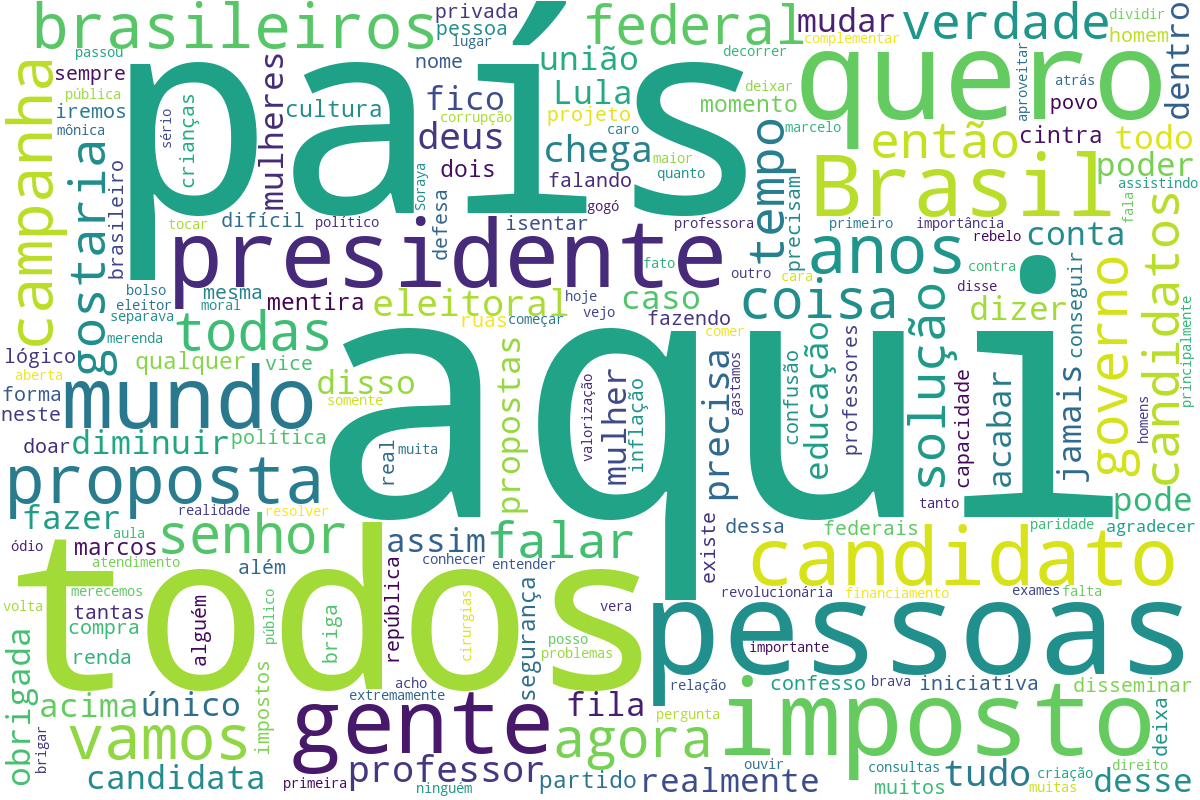 brasileiros
privada
pessoa
lugar
federal
mudar
complementar
verdade
dividir
homem
dentro
passou
sempre
pública
iremos
mônica
campanha
gostaria
brasileiro
país
sério
crianças
mulheres
cultura
nome
fico
corrupção
deus
dois
união
Lula
projeto
chega
falando
decorrer
deixar
momento
caro
maior
quanto
marcelo
quero
aproveitar
atrás
povo
cintra
então
todo
Brasil
poder
assistindo
fala
tocar
difícil
político
Soraya
defesa
isentar
gogó
professora
tempo
precisam
primeiro
importância
rebelo
conta
presidente
bolso
eleitor
separava
mesma
moral
mentira
merenda
eleitoral
ruas
hoje
começar
vejo
fato
outro
cara
caso
fazendo
coisa
anos
contra
disse
dizer
conseguir
governo
candidatos
principalmente
todas
lógico
aberta
forma
neste
qualquer
vice
disso
somente
mundo
propostas
comer
gastamos
aqui
valorização
mulher
inflação
precisa
confusão
educação
professores
solução
capacidade
acabar
jamais
homens
doar
diminuir
política
real
muita
proposta
realidade
resolver
tanto
pode
fazer
aula
ódio
marcos
atendimento
senhor
além
assim
conhecer
falar
entender
existe
dessa
federais
paridade
agradecer
candidato
volta
merecemos
tantas
compra
renda
todos
alguém
público
briga
república
cirurgias
segurança
vera
posso
problemas
revolucionária
financiamento
exames
falta
pessoas
importante
obrigada
brigar
acima
único
impostos
acho
extremamente
relação
confesso
brava
iniciativa
disseminar
vamos
gente
fila
pergunta
agora
imposto
deixa
direito
candidata
primeira
professor
ninguém
partido
ouvir
realmente
consultas
muitos
tudo
criação
muitas
desse